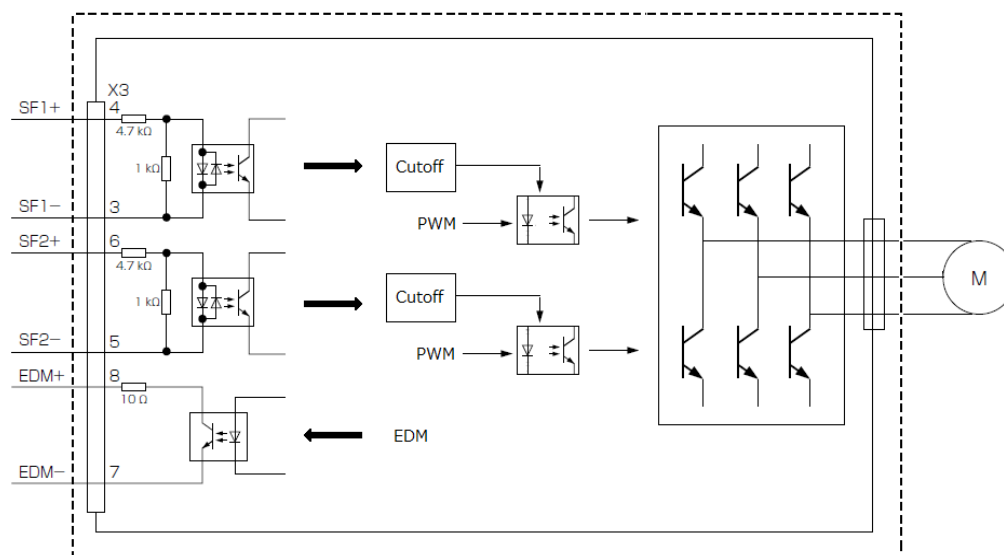 X3
SF1+
4
4.7 kΩ
1 kΩ
Cutoff
SF1−
3
PWM
SF2+
6
4.7 kΩ
1 kΩ
Cutoff
M
SF2−
5
PWM
EDM+
8
10 Ω
EDM
EDM−
7